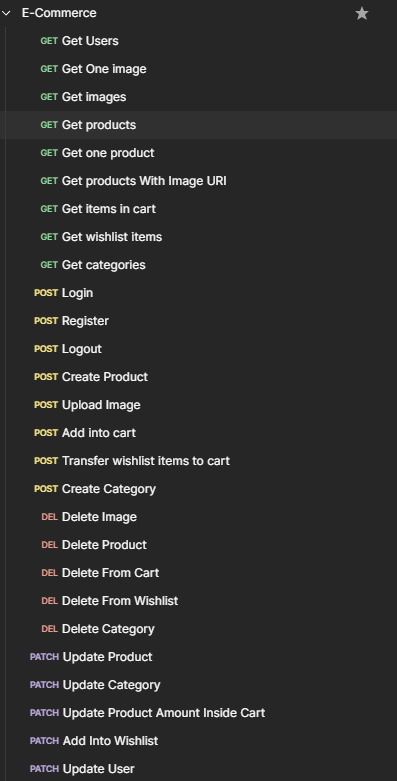 E-Commerce
GET Get Users
GET Get One image
GET Get images
GET Get products
GET Get one product
GET Get products With Image URI
GET Get items in cart
GET Get wishlist items
GET Get categories
POST Login
POST Register
POST Logout
POST Create Product
POST Upload Image
POST Add into cart
POST Transfer wishlist items to cart
POST Create Category
DEL Delete Image
DEL Delete Product
DEL Delete From Cart
DEL Delete From Wishlist
DEL Delete Category
PATCH Update Product
PATCH Update Category
PATCH Update Product Amount Inside Cart
PATCH Add Into Wishlist
PATCH Update User